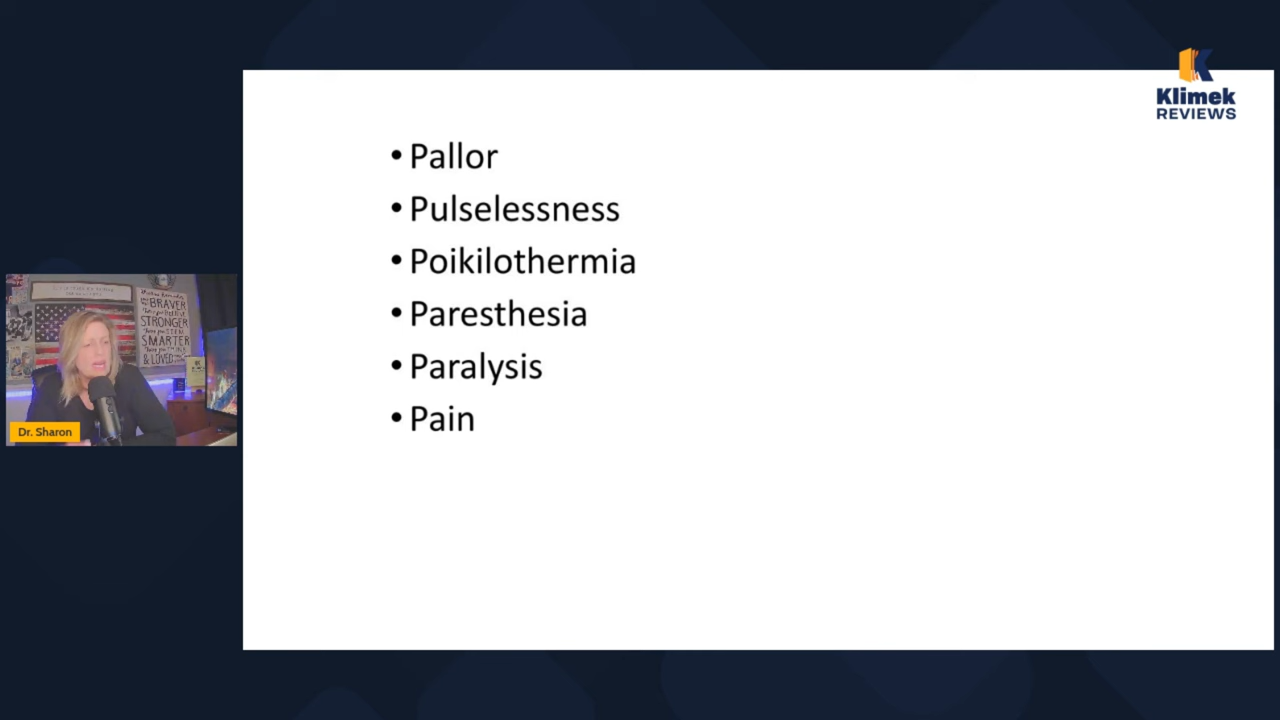 Klimek
REVIEWS
• Pallor
• Pulselessness
• Poikilothermia
• Paresthesia
• Paralysis
• Pain
BRAVER
STRONGER
SMARTER
& LOVED
Dr. Sharon